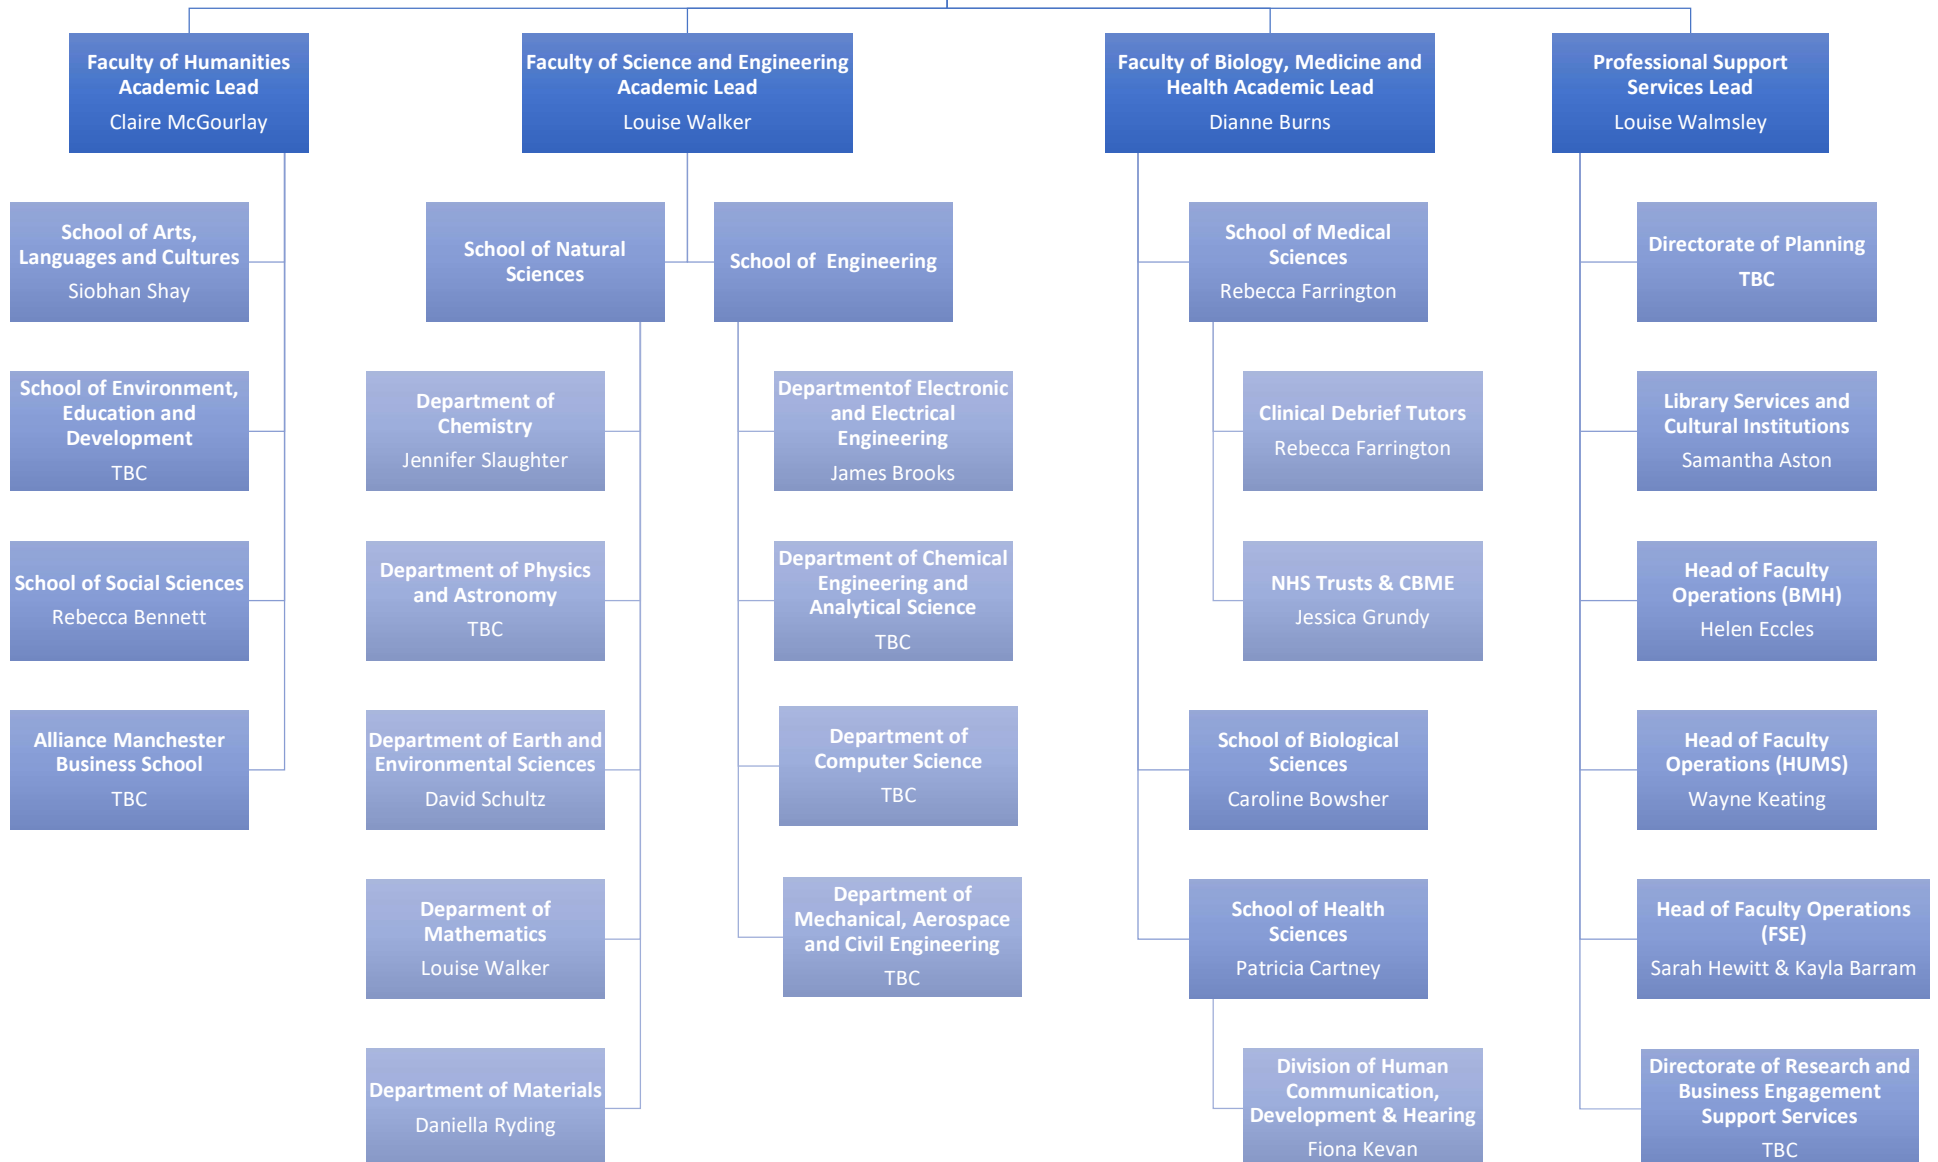 Faculty of Humanities
Academic Lead
Claire McGourlay
School of Arts,
Languages and Cultures
Siobhan Shay
School of Environment,
Education and
Development
TBC
School of Social Sciences
Rebecca Bennett
Alliance Manchester
Business School
TBC
Faculty of Science and Engineering
Academic Lead
Louise Walker
School of Natural
Sciences
Department of
Chemistry
Jennifer Slaughter
Department of Physics
and Astronomy
TBC
Department of Earth and
Environmental Sciences
David Schultz
Deparment of
Mathematics
Louise Walker
Department of Materials
Daniella Ryding
School of  Engineering
Departmentof Electronic
and Electrical
Engineering
James Brooks
Department of Chemical
Engineering and
Analytical Science
TBC
Department of
Computer Science
TBC
Department of
Mechanical, Aerospace
and Civil Engineering
TBC
Faculty of Biology, Medicine and
Health Academic Lead
Dianne Burns
School of Medical
Sciences
Rebecca Farrington
Clinical Debrief Tutors
Rebecca Farrington
NHS Trusts & CBME
Jessica Grundy
School of Biological
Sciences
Caroline Bowsher
School of Health
Sciences
Patricia Cartney
Division of Human
Communication,
Development & Hearing
Fiona Kevan
Professional Support
Services Lead
Louise Walmsley
Directorate of Planning
TBC
Library Services and
Cultural Institutions
Samantha Aston
Head of Faculty
Operations (BMH)
Helen Eccles
Head of Faculty
Operations (HUMS)
Wayne Keating
Head of Faculty Operations
(FSE)
Sarah Hewitt & Kayla Barram
Directorate of Research and
Business Engagement
Support Services
TBC